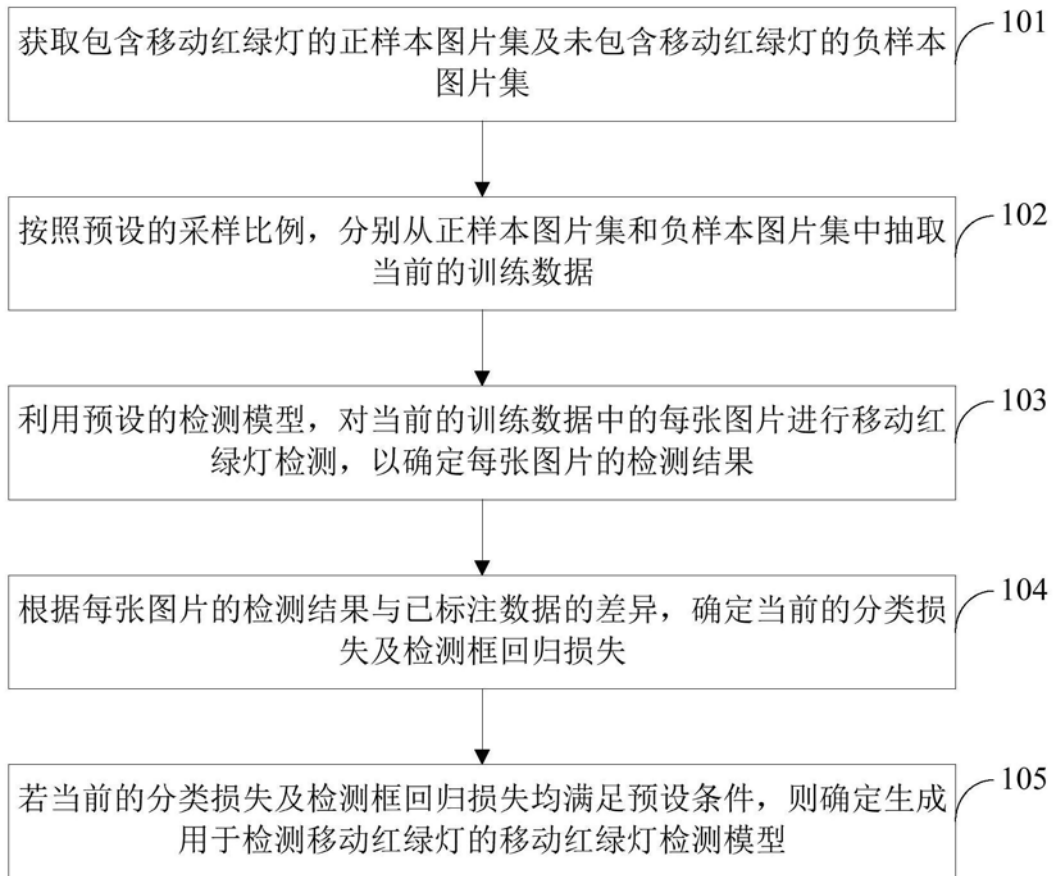 获取包含移动红绿灯的正样本图片集及未包含移动红绿灯的负样本
图片集
101
按照预设的采样比例，分别从正样本图片集和负样本图片集中抽取
当前的训练数据
102
利用预设的检测模型，对当前的训练数据中的每张图片进行移动红
绿灯检测，以确定每张图片的检测结果
103
根据每张图片的检测结果与已标注数据的差异，确定当前的分类损
失及检测框回归损失
104
若当前的分类损失及检测框回归损失均满足预设条件，则确定生成
用于检测移动红绿灯的移动红绿灯检测模型
105